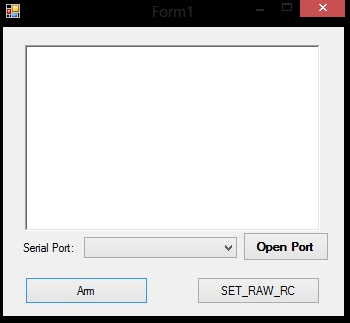 Form1
Serial Port:
Open Port
Arm
SET_RAW_RC